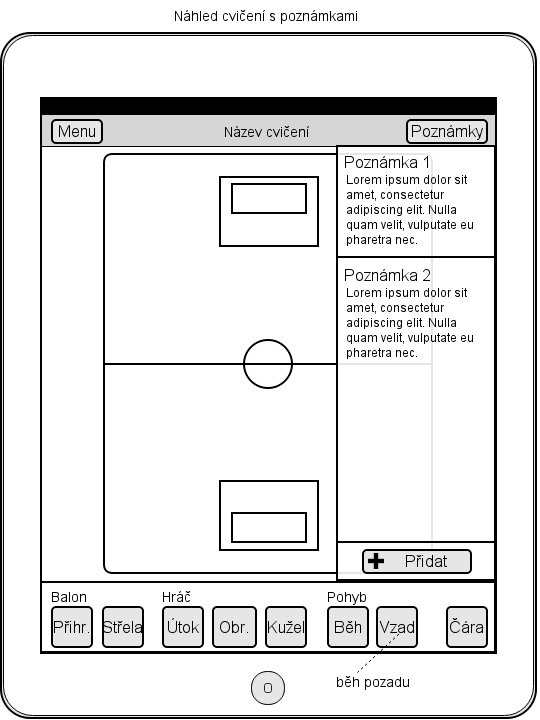 Náhled cvičení s poznámkami
Menu
Název cvičení
Poznámky
Poznámka 1
Lorem ipsum dolor sit
amet, consectetur
adipiscing elit. Nulla
quam velit, vulputate eu
pharetra nec.
Poznámka 2
Lorem ipsum dolor sit
amet, consectetur
adipiscing elit. Nulla
quam velit, vulputate eu
pharetra nec.
Přidat
Balon
Hráč
Pohyb
Přihr.
Střela
Útok
Obr.
Kužel
Běh
Vzad
Čára
běh pozadu
O